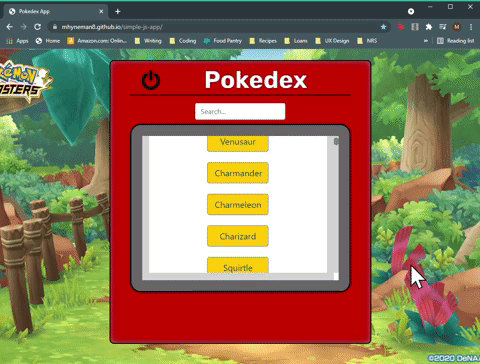 Pokedex App
mhyneman8.github.io/simple-js-app/
M
Apps
Amazon.com: Onlin...
Writing
Coding
Food Pantry
Recipes
Loans
UX Design
NRS
»
Reading list
POKÉMON
MASTERS
Pokedex
Search...
Venusaur
Charmander
Charmeleon
Charizard
Squirtle
©2020 DeNA